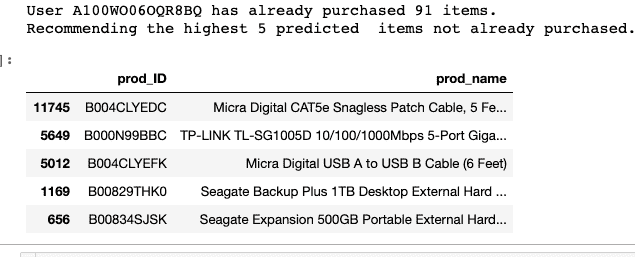 User A100WO06OQR8BQ has already purchased 91 items.
Recommending the highest 5 predicted  items not already purchased.
]:
prod_ID prod_name
11745 B004CLYEDC Micra Digital CAT5e Snagless Patch Cable, 5 Fe...
5649 B000N99BBC TP-LINK TL-SG1005D 10/100/1000Mbps 5-Port Giga...
5012 B004CLYEFK Micra Digital USB A to USB B Cable (6 Feet)
1169 B00829THK0 Seagate Backup Plus 1TB Desktop External Hard ...
656 B00834SJSK Seagate Expansion 500GB Portable External Hard...